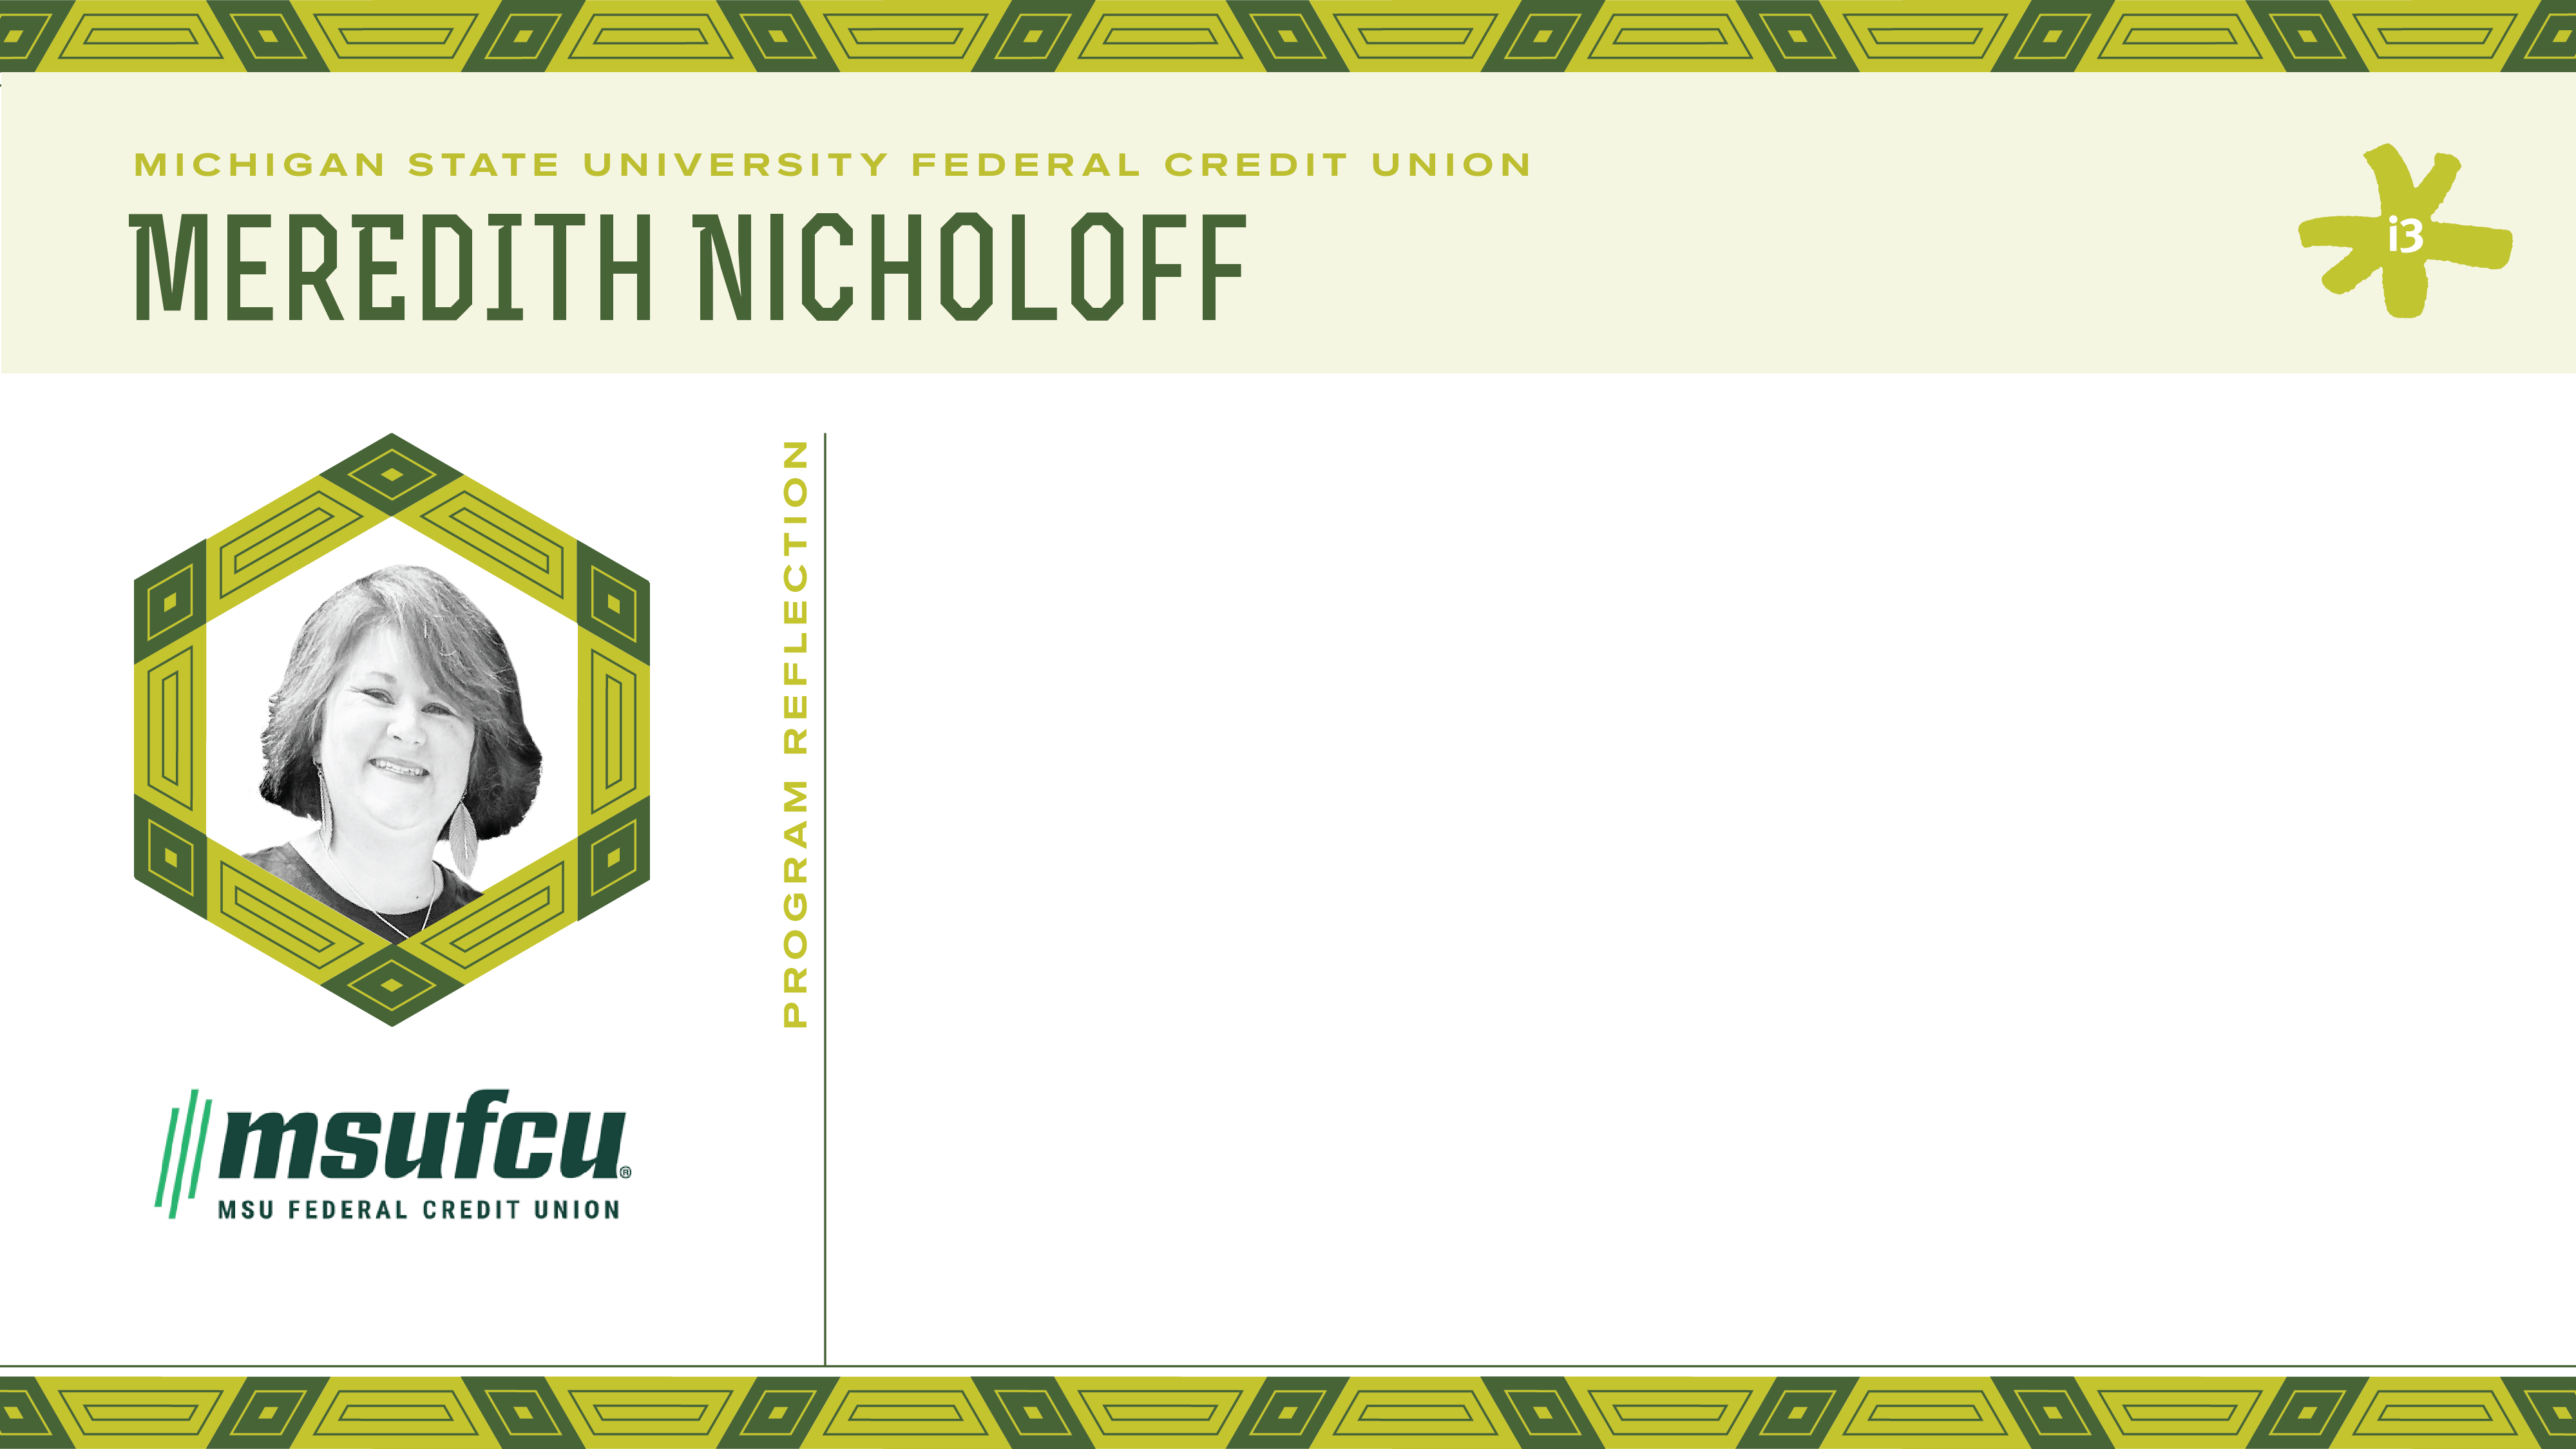 MICHIGAN STATE UNIVERSITY FEDERAL CREDIT UNION
MEREDITH NICHOLOFF
i3
PROGRAM REFLECTION
msufcu®
MSU FEDERAL CREDIT UNION